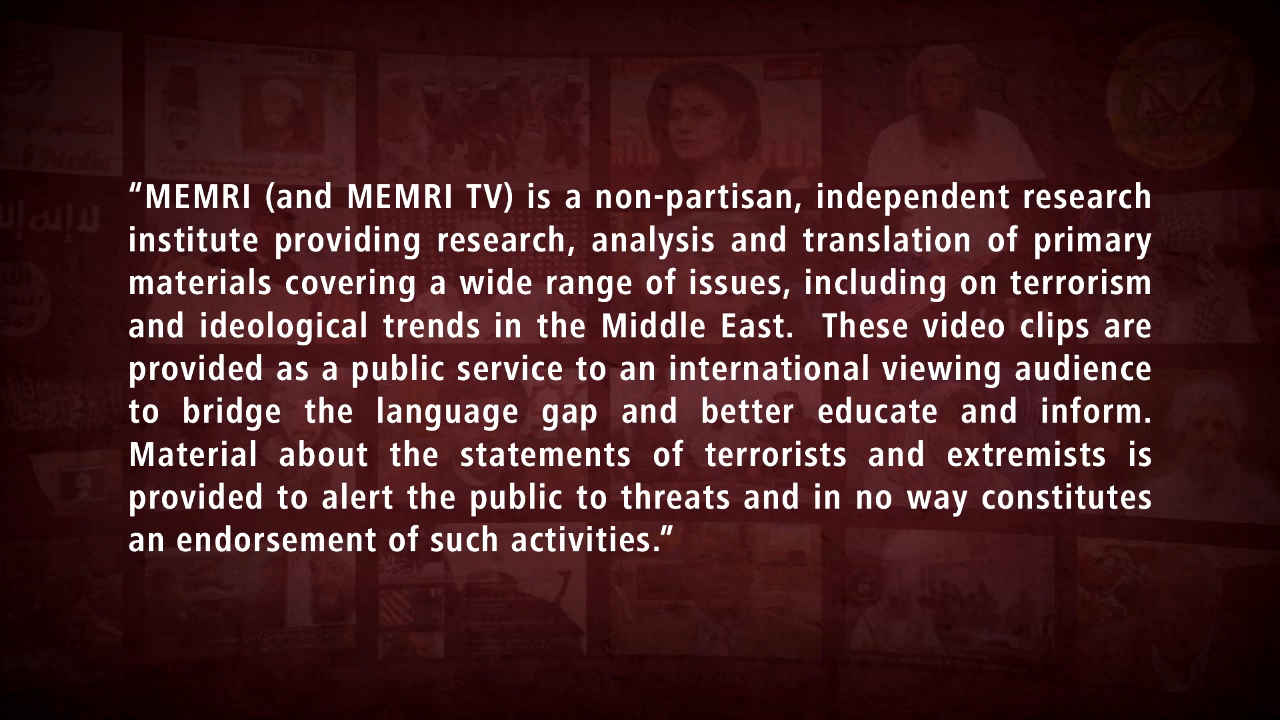 “MEMRI (and MEMRI TV) is a non-partisan, independent research
institute providing research, analysis and translation of primary
materials covering a wide range of issues, including on terrorism
and ideological trends in the Middle East.  These video clips are
provided as a public service to an international viewing audience
to bridge the language gap and better educate and inform.
Material about the statements of terrorists and extremists is
provided to alert the public to threats and in no way constitutes
an endorsement of such activities.”